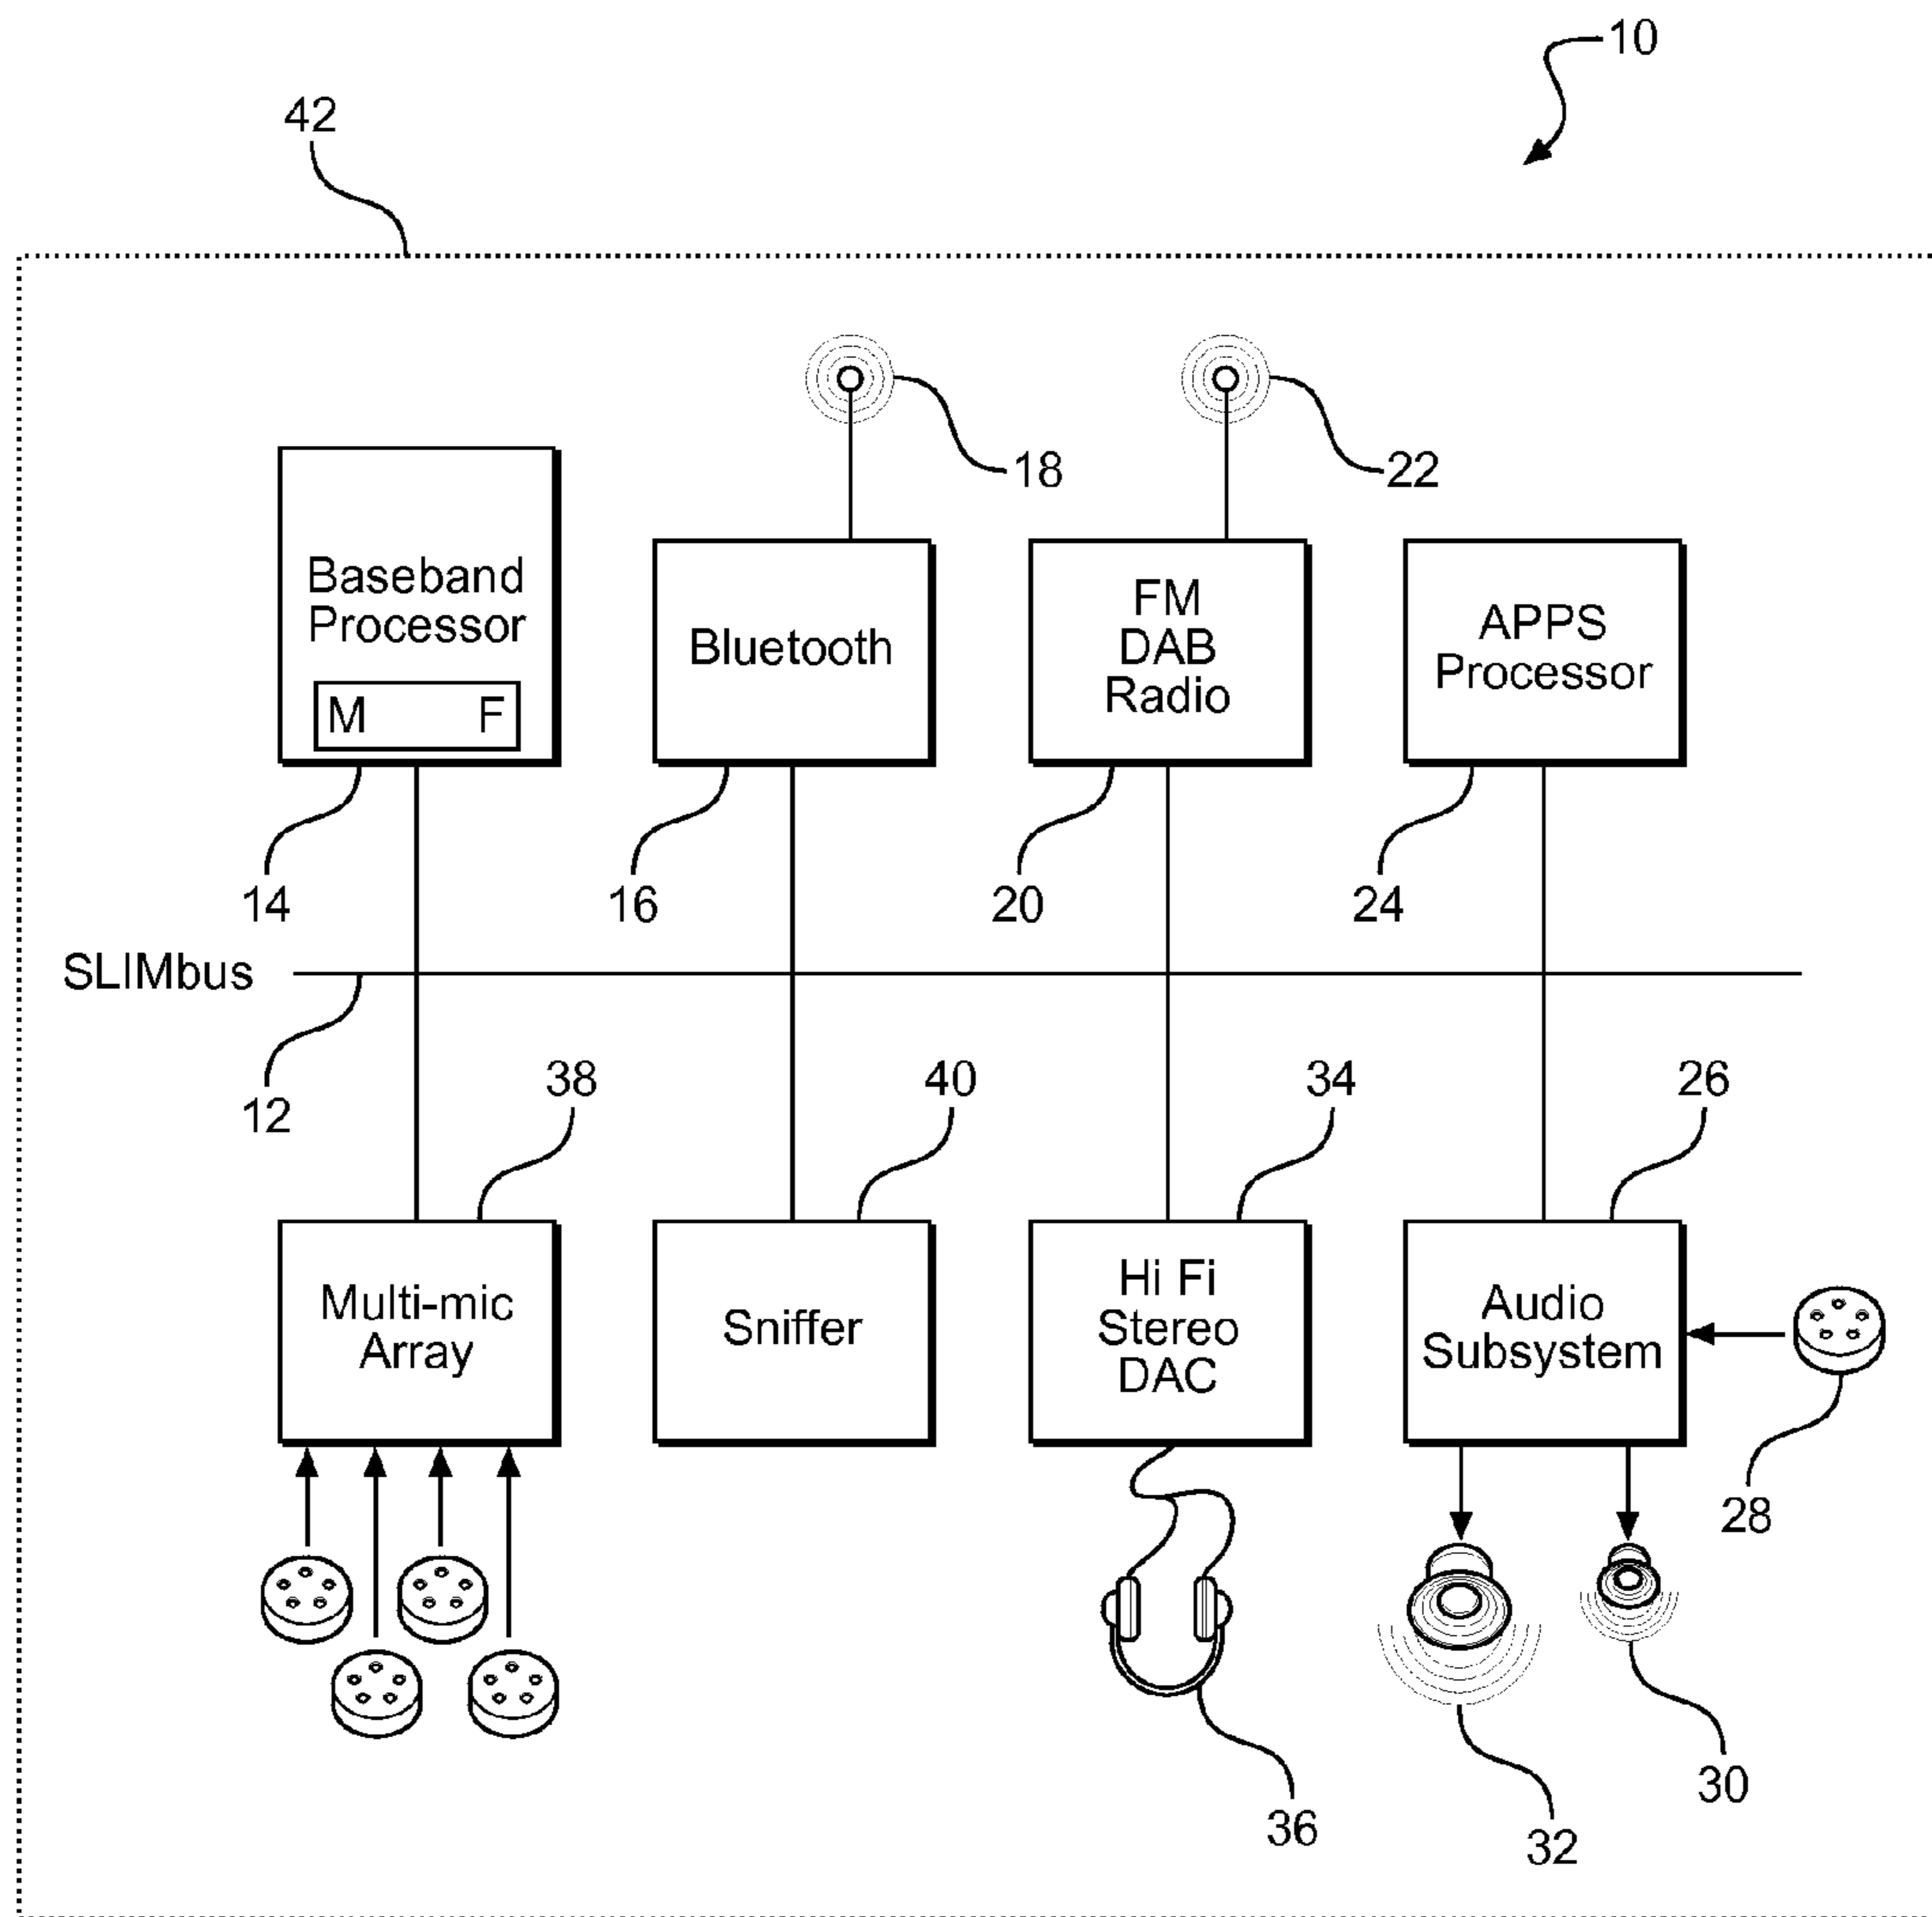 10
42
18
22
Baseband
Processor
M F
Bluetooth
FM
DAB
Radio
APPS
Processor
14
16
20
24
SLIMbus
12
38
40
34
26
Multi-mic
Array
Sniffer
Hi Fi
Stereo
DAC
Audio
Subsystem
28
36
32
30